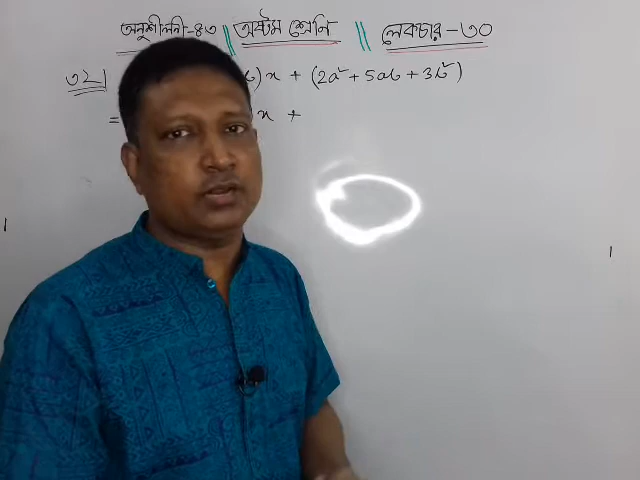 অনুশীলনী-৪৩ || অষ্টম শ্রেণি || লেকচার-৩০
৩২। b)x + (2a² + 5ab + 3b²)
= )x +